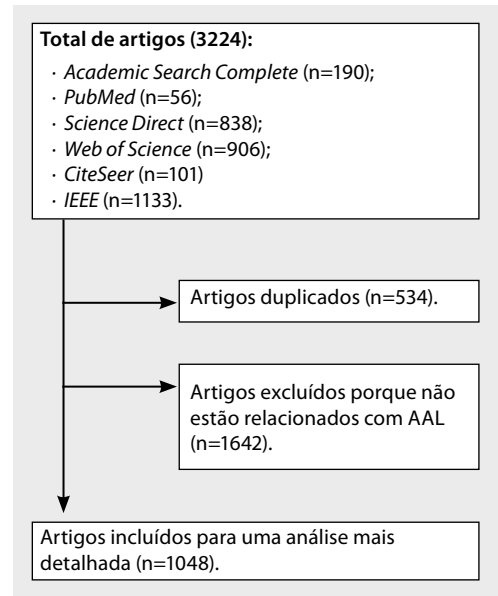 Total de artigos (3224):
· Academic Search Complete (n=190);
· PubMed (n=56);
· Science Direct (n=838);
· Web of Science (n=906);
· CiteSeer (n=101)
· IEEE (n=1133).
Artigos duplicados (n=534).
Artigos excluídos porque não
estão relacionados com AAL
(n=1642).
Artigos incluídos para uma análise mais
detalhada (n=1048).